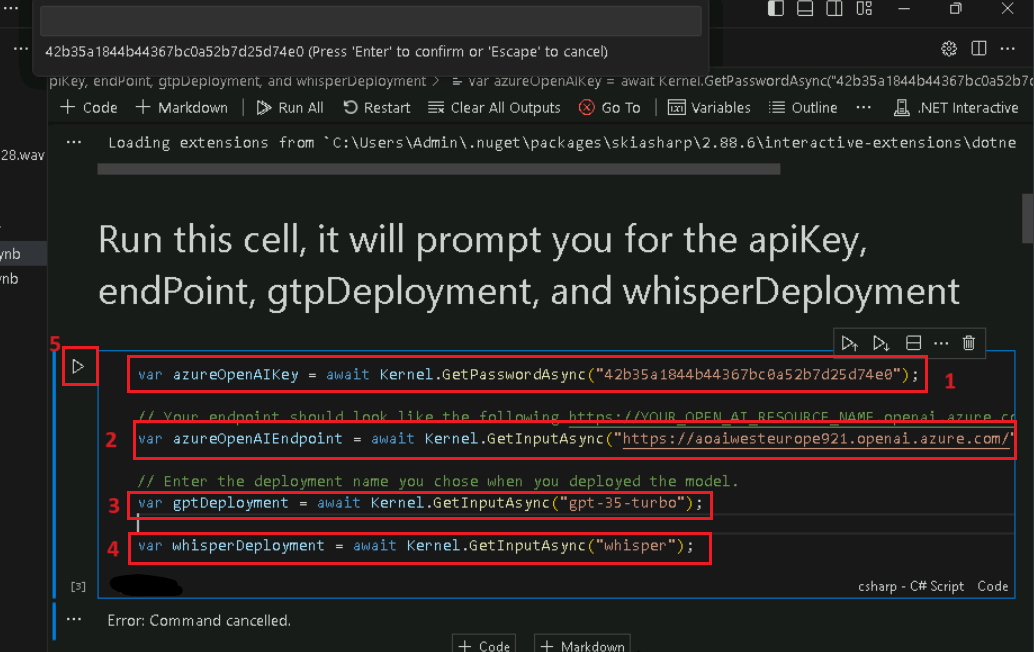 42b35a1844b44367bc0a52b7d25d74e0 (Press 'Enter' to confirm or 'Escape' to cancel)
piKey, endPoint, gtpDeployment, and whisperDeployment > var azureOpenAIKey = await Kernel.GetPasswordAsync("42b35a1844b44367bc0a52b7d
+ Code + Markdown Run All Restart Clear All Outputs Go To Variables Outline ... .NET Interactive
... Loading extensions from `C:\Users\Admin\.nuget\packages\skiasharp\2.88.6\interactive-extensions\dotne
28.wav
Run this cell, it will prompt you for the apiKey,
ynb
endPoint, gtpDeployment, and whisperDeployment
ynb
5
var azureOpenAIKey = await Kernel.GetPasswordAsync("42b35a1844b44367bc0a52b7d25d74e0"); 1
// Your endpoint should look like the following https://YOUR_OPEN_AI_RESOURCE_NAME.openai.azure.co
2 var azureOpenAIEndpoint = await Kernel.GetInputAsync("https://aoaiwesteurope921.openai.azure.com/"
// Enter the deployment name you chose when you deployed the model.
3 var gptDeployment = await Kernel.GetInputAsync("gpt-35-turbo");
4 var whisperDeployment = await Kernel.GetInputAsync("whisper");
[3] csharp - C# Script Code
... Error: Command cancelled.
+ Code + Markdown